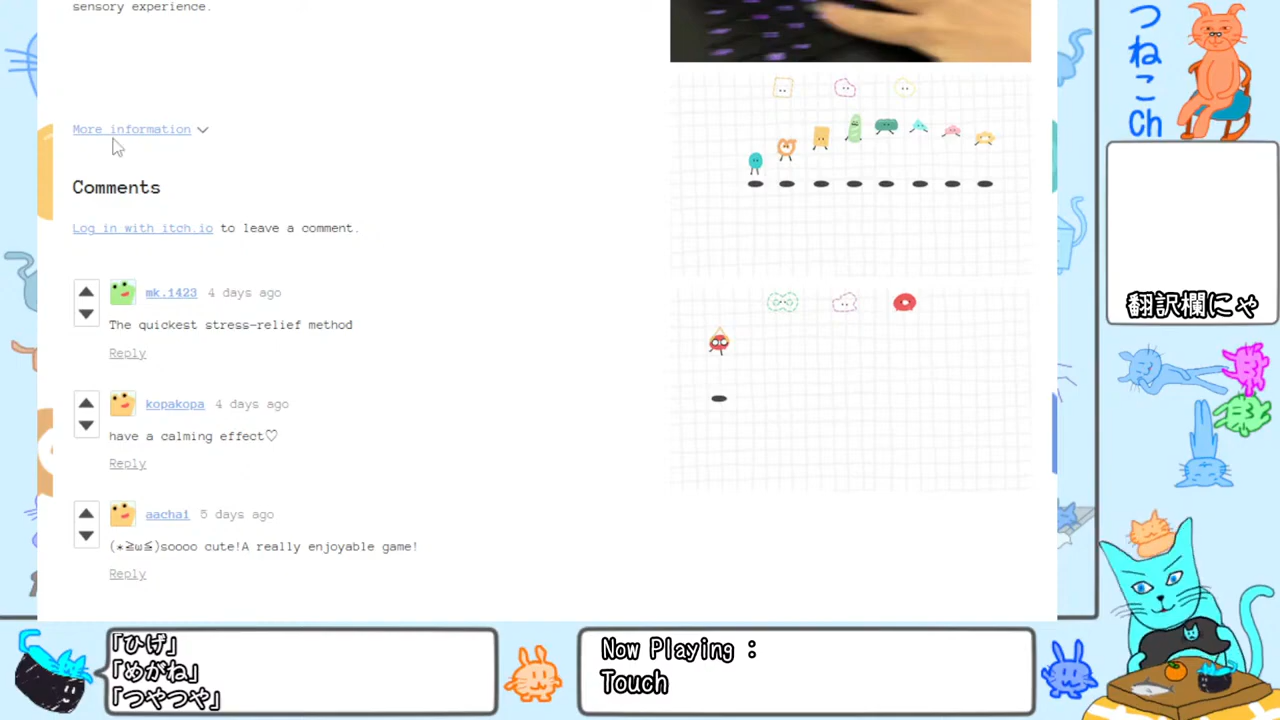 sensory experience.
More information
Comments
Log in with itch.io to leave a comment.
mk.1423 4 days ago
The quickest stress-relief method
Reply
kopakopa 4 days ago
have a calming effect♡
Reply
aachai 5 days ago
(∗≧ω≦)soooo cute!A really enjoyable game!
Reply
つねこCh
翻訳欄にゃ
「ひげ」
「めがね」
「つやつや」
Now Playing :
Touch